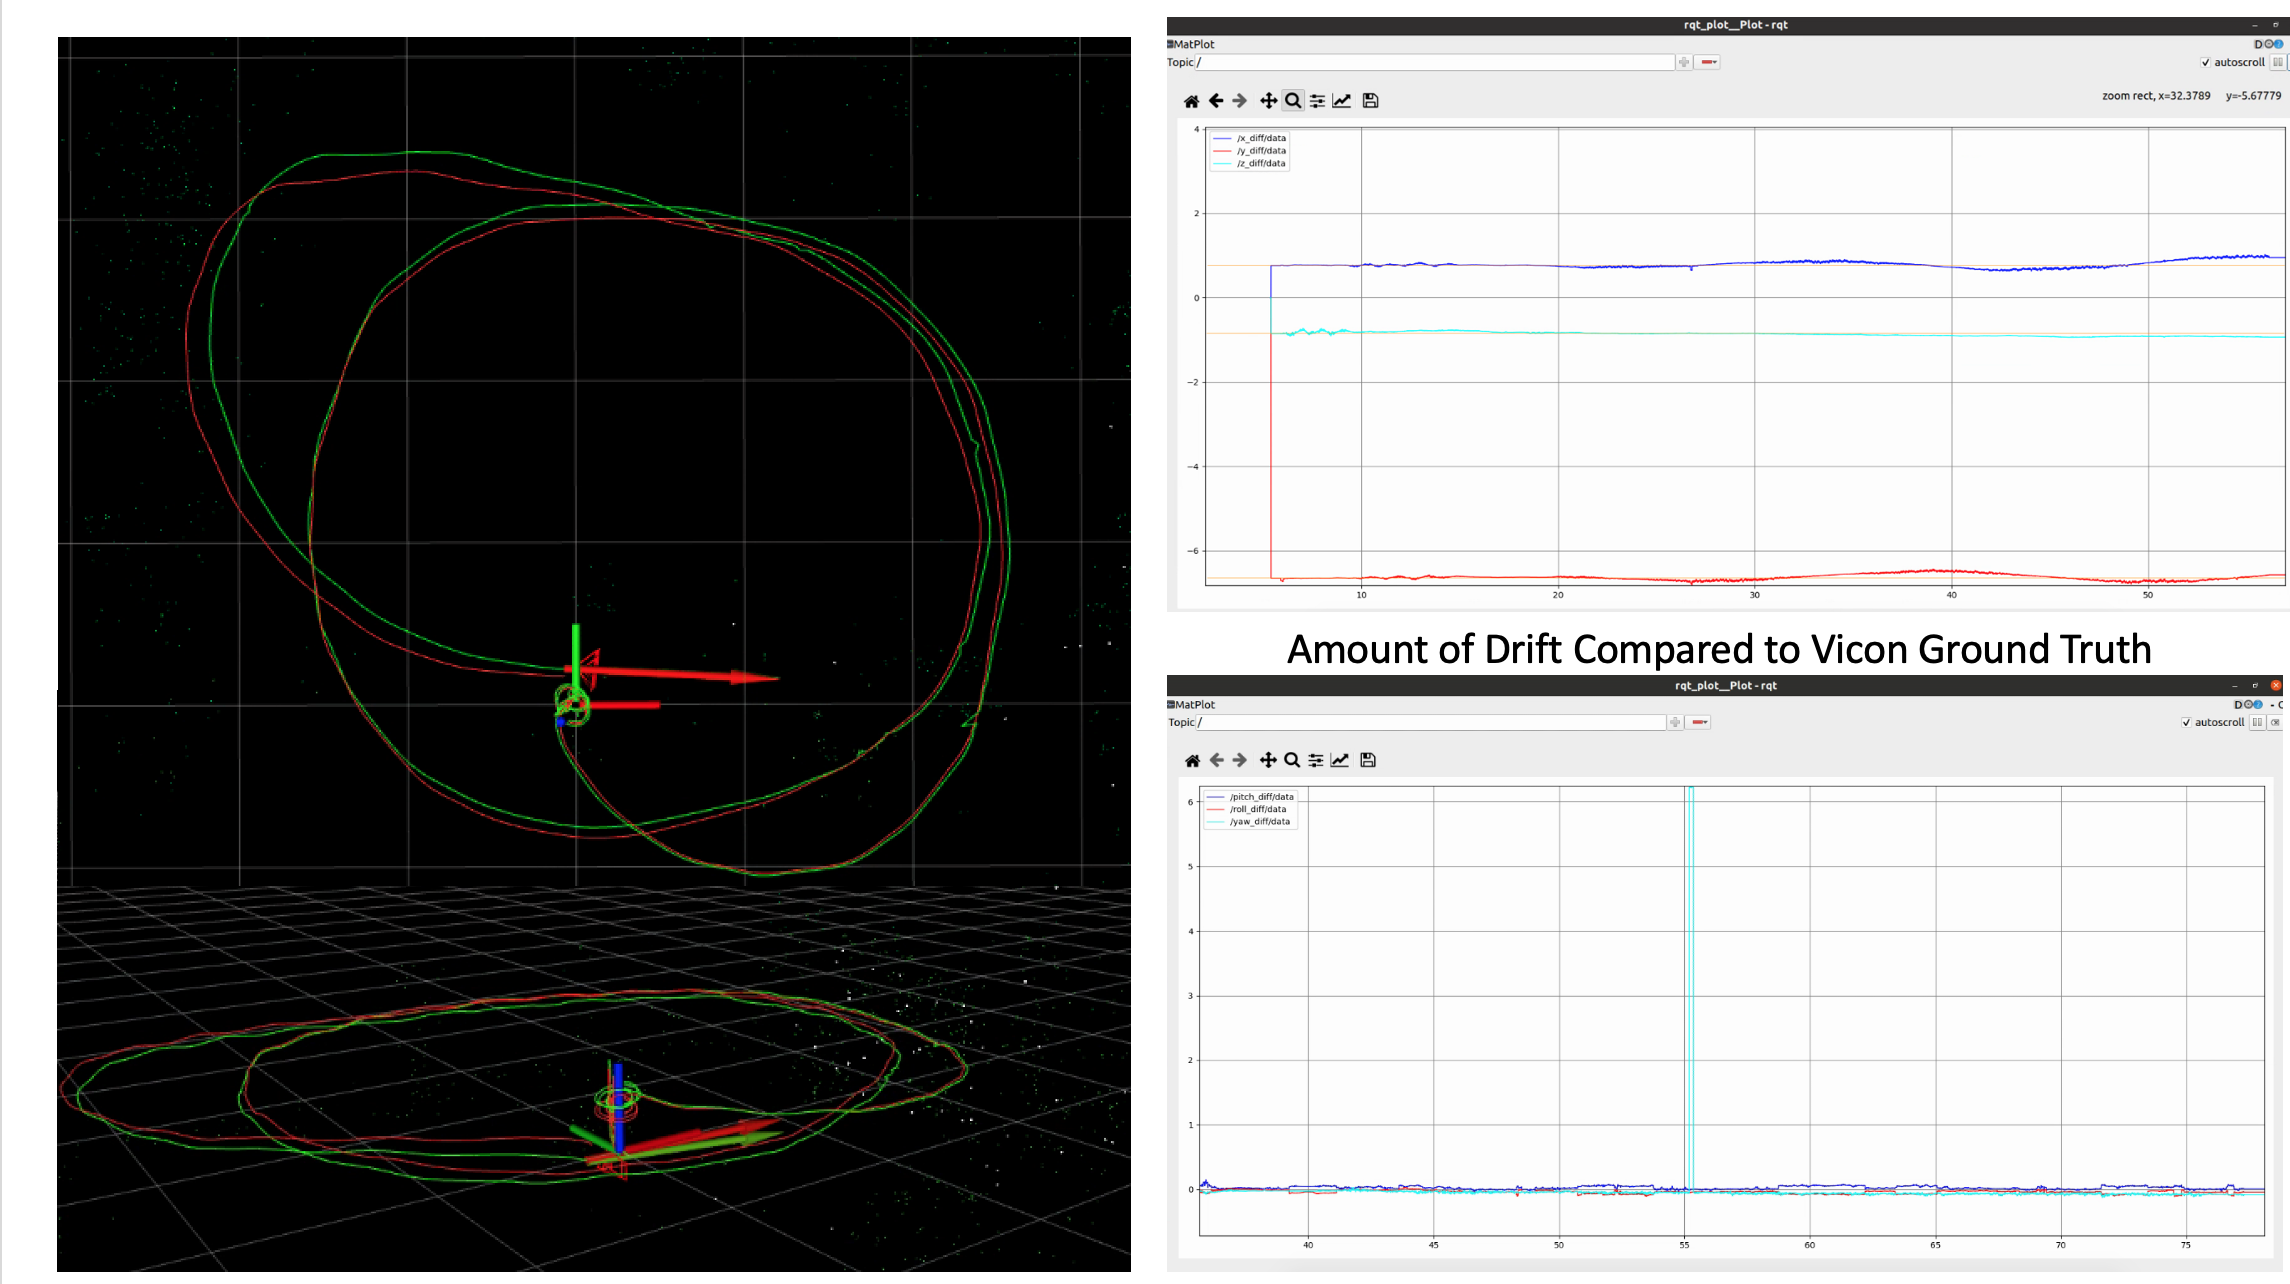 rqt_plot__Plot - rqt
MatPlot
Topic /
autoscroll
zoom rect, x=32.3789 y=-5.67779
/x_diff/data
/y_diff/data
/z_diff/data
4
2
0
−2
−4
−6
10 20 30 40 50
Amount of Drift Compared to Vicon Ground Truth
rqt_plot__Plot - rqt
MatPlot
Topic /
autoscroll
/pitch_diff/data
/roll_diff/data
/yaw_diff/data
6
5
4
3
2
1
0
40 45 50 55 60 65 70 75